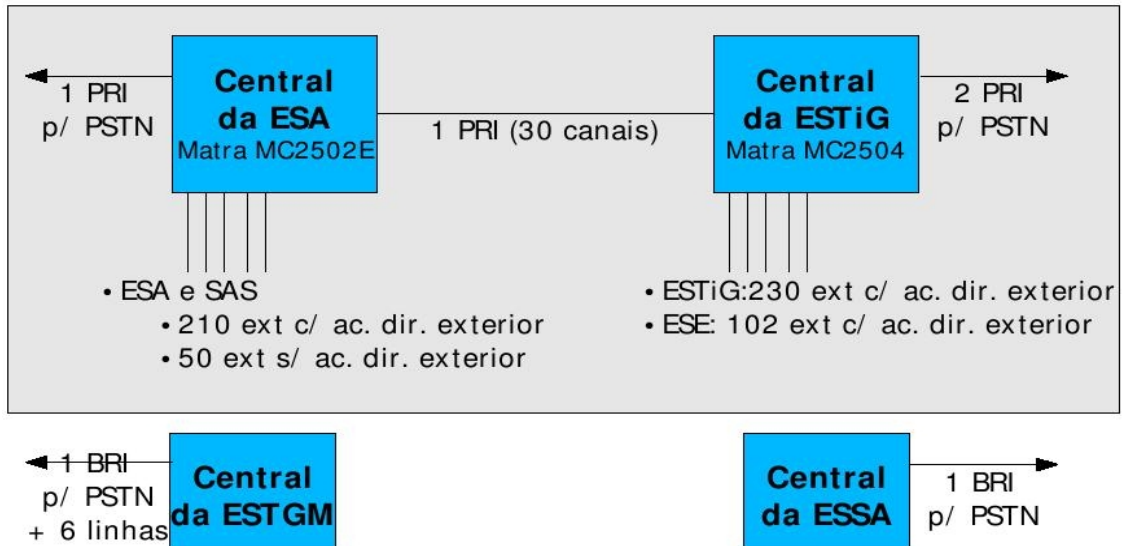 1 PRI
p/ PSTN
Central
da ESA
Matra MC2502E
1 PRI (30 canais)
Central
da ESTiG
Matra MC2504
2 PRI
p/ PSTN
• ESA e SAS
• 210 ext c/ ac. dir. exterior
• 50 ext s/ ac. dir. exterior
• ESTiG:230 ext c/ ac. dir. exterior
• ESE: 102 ext c/ ac. dir. exterior
1 BRI
p/ PSTN
+ 6 linhas
Central
da ESTGM
Central
da ESSA
1 BRI
p/ PSTN